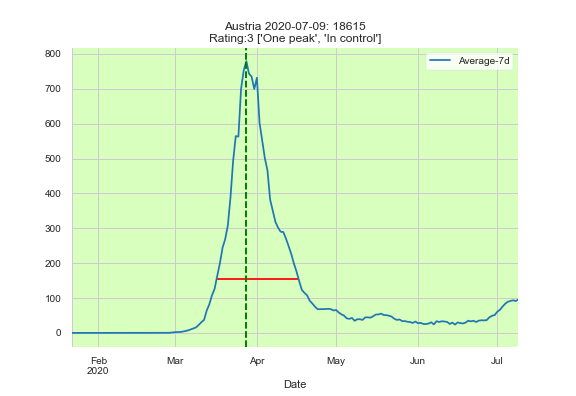 Austria 2020-07-09: 18615
Rating:3 ['One peak', 'In control']
Average-7d
800
700
600
500
400
300
200
100
0
Feb
2020
Mar
Apr
May
Jun
Jul
Date